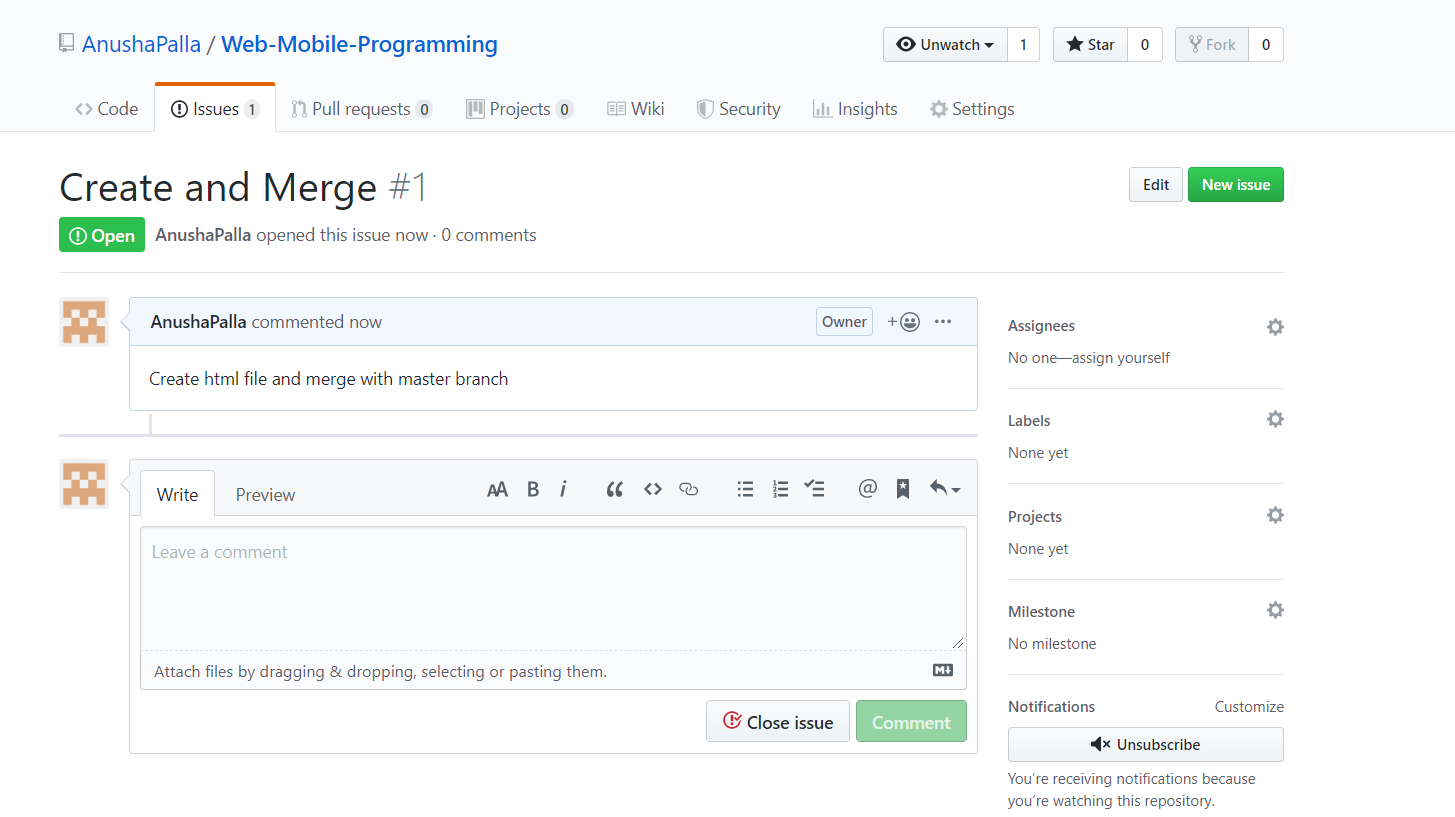 AnushaPalla / Web-Mobile-Programming
Unwatch 1 Star 0 Fork 0
Code Issues 1 Pull requests 0 Projects 0 Wiki Security Insights Settings
Create and Merge #1
Edit New issue
Open AnushaPalla opened this issue now · 0 comments
AnushaPalla commented now Owner
Create html file and merge with master branch
Write Preview
Leave a comment
Attach files by dragging & dropping, selecting or pasting them.
Close issue Comment
Assignees
No one—assign yourself
Labels
None yet
Projects
None yet
Milestone
No milestone
Notifications Customize
Unsubscribe
You’re receiving notifications because
you’re watching this repository.